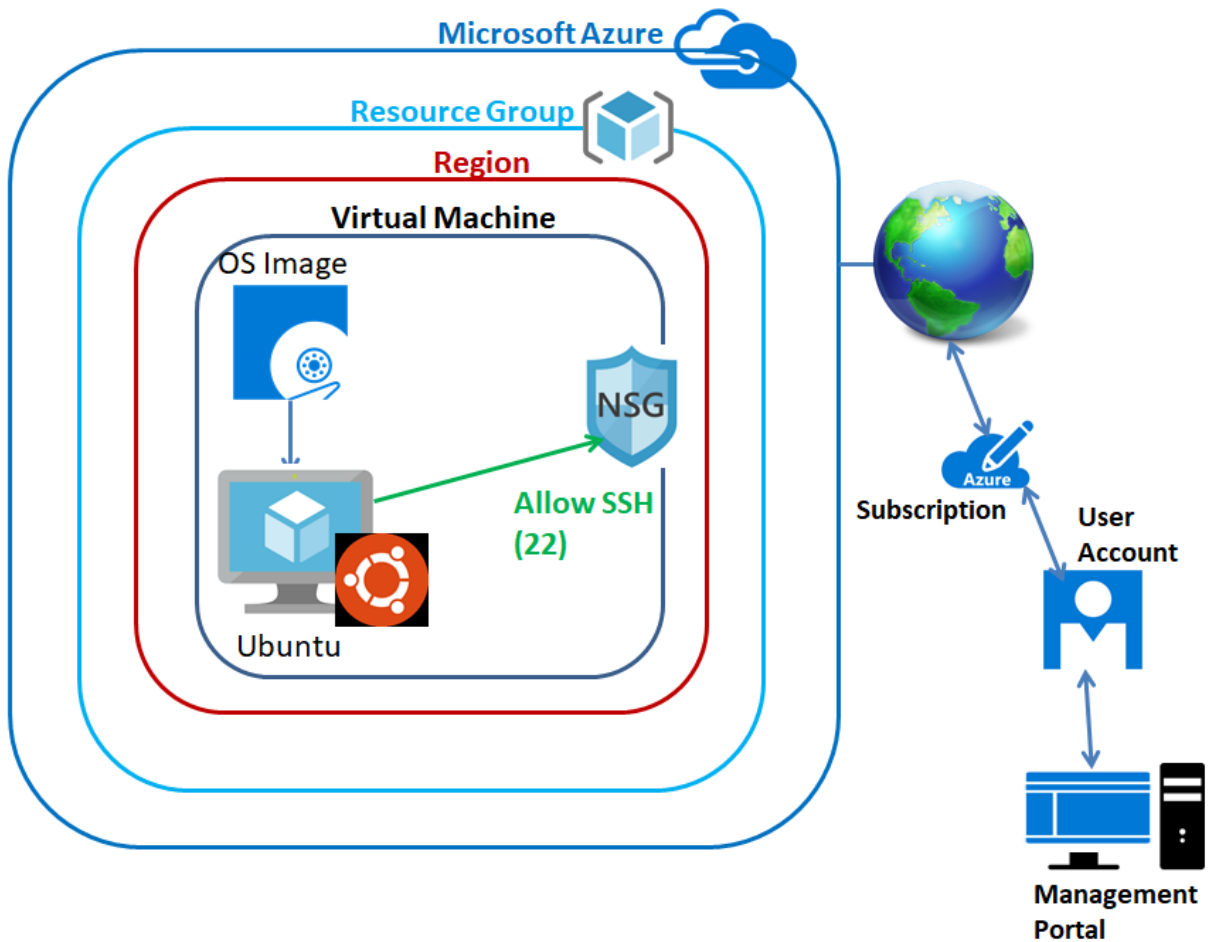 Microsoft Azure
Resource Group
Region
Virtual Machine
OS Image
NSG
Allow SSH
(22)
Ubuntu
Azure
Subscription
User
Account
Management
Portal